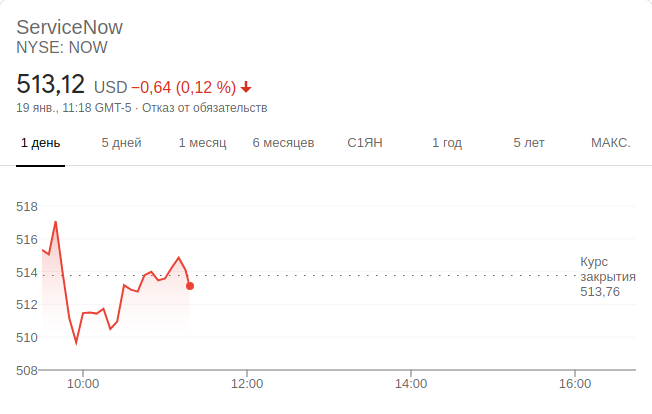 ServiceNow
NYSE: NOW
513,12 USD −0,64 (0,12 %)
19 янв., 11:18 GMT-5 · Отказ от обязательств
1 день 5 дней 1 месяц 6 месяцев С1ЯН 1 год 5 лет МАКС.
518
516
514
512
510
508
Курс
закрытия
513,76
10:00 12:00 14:00 16:00